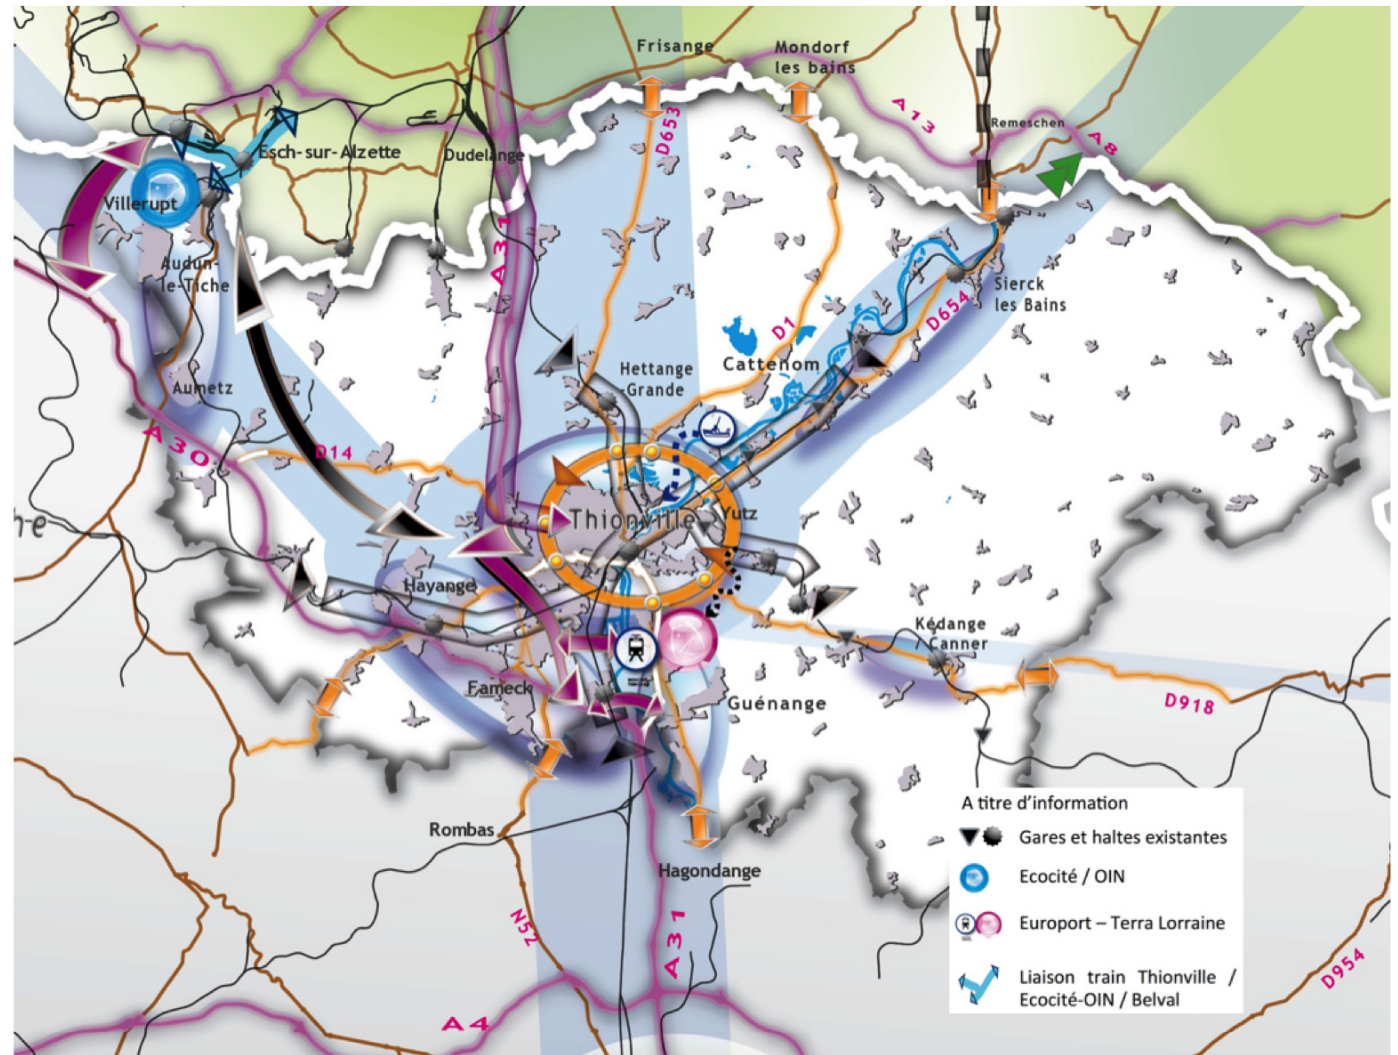 Frisange
Mondorf
les bains
A13
D653
Remeschen
A8
Esch-sur-Alzette
Dudelange
Villerupt
A31
Audun-
le-Tiche
Sierck
les Bains
D654
D1
Cattenom
Hettange
-Grande
Aumetz
A30
D14
Thionville
Yutz
Hayange
Kédange
/ Canner
Fameck
Guénange
D918
Rombas
Hagondange
N52
A31
A4
D954
A titre d'information
Gares et haltes existantes
Ecocité / OIN
Europort – Terra Lorraine
Liaison train Thionville /
Ecocité-OIN / Belval